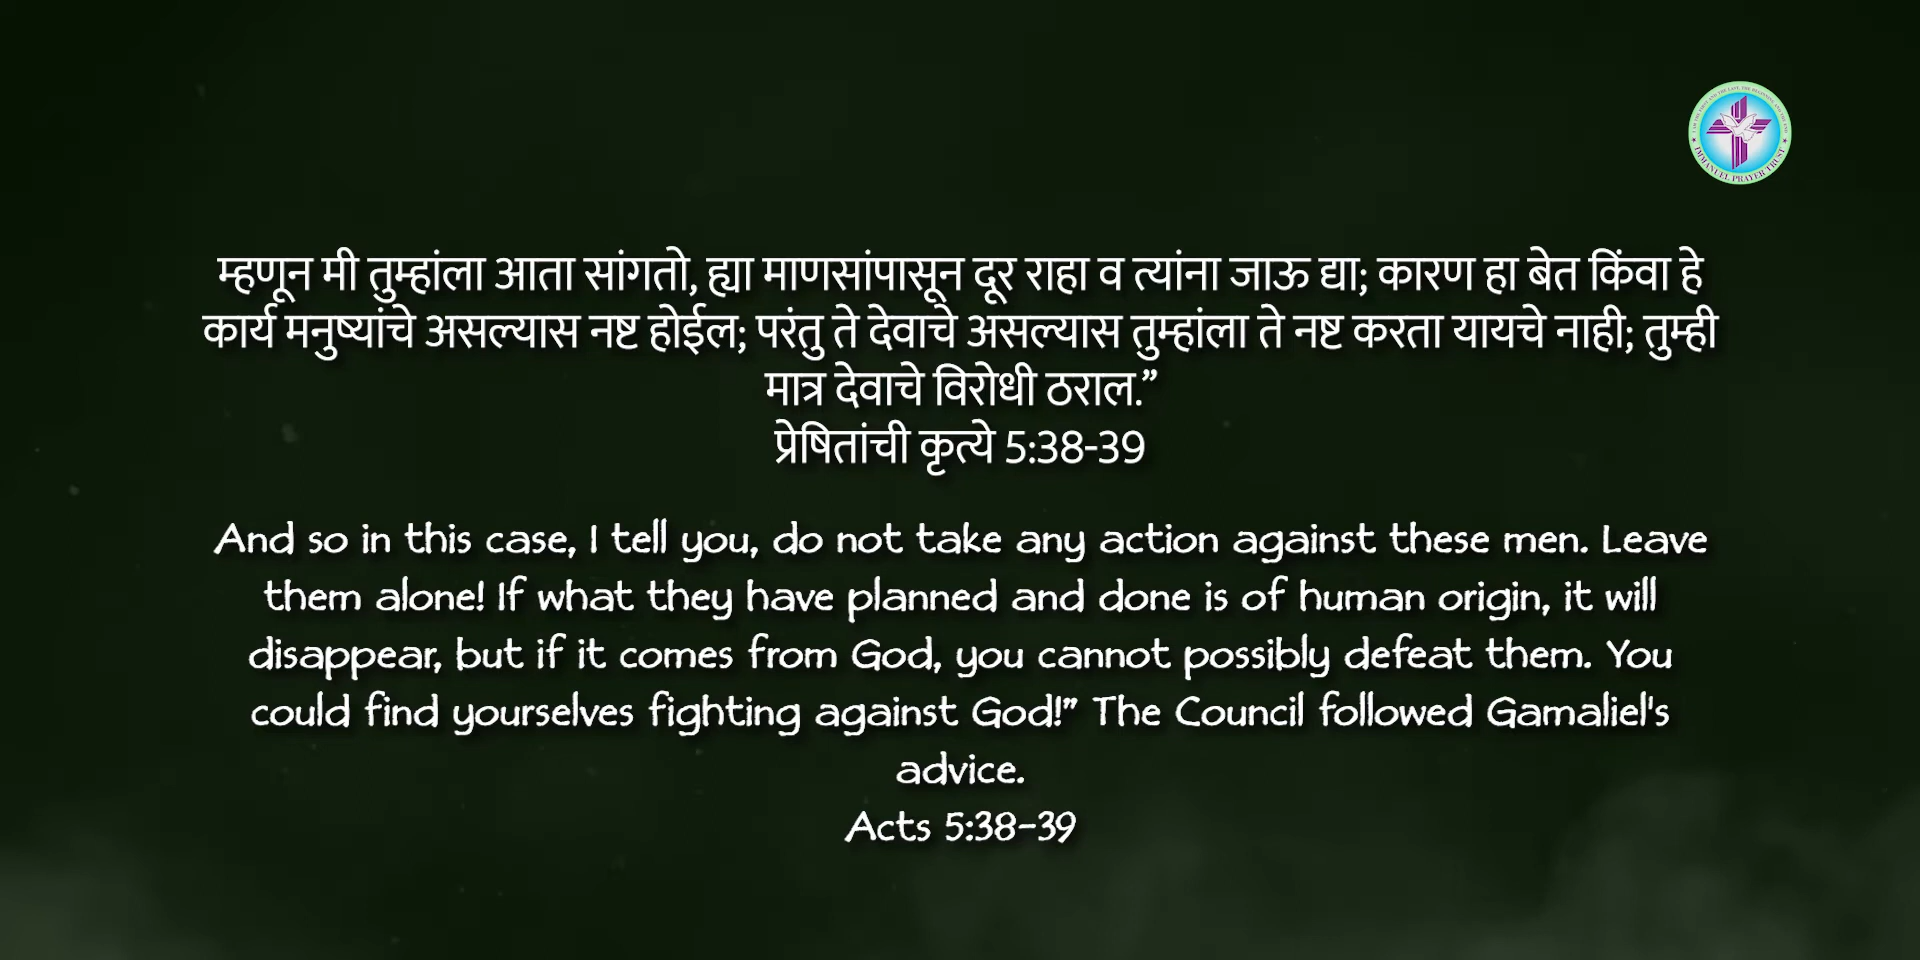 म्हणून मी तुम्हांला आता सांगतो, ह्या माणसांपासून दूर राहा व त्यांना जाऊ द्या; कारण हा बेत किंवा हे
कार्य मनुष्यांचे असल्यास नष्ट होईल; परंतु ते देवाचे असल्यास तुम्हांला ते नष्ट करता यायचे नाही; तुम्ही
मात्र देवाचे विरोधी ठराल.”
प्रेषितांची कृत्ये 5:38-39
And so in this case, I tell you, do not take any action against these men. Leave
them alone! If what they have planned and done is of human origin, it will
disappear, but if it comes from God, you cannot possibly defeat them. You
could find yourselves fighting against God!” The Council followed Gamaliel's
advice.
Acts 5:38-39
IMMANUEL PRAYER TRUST